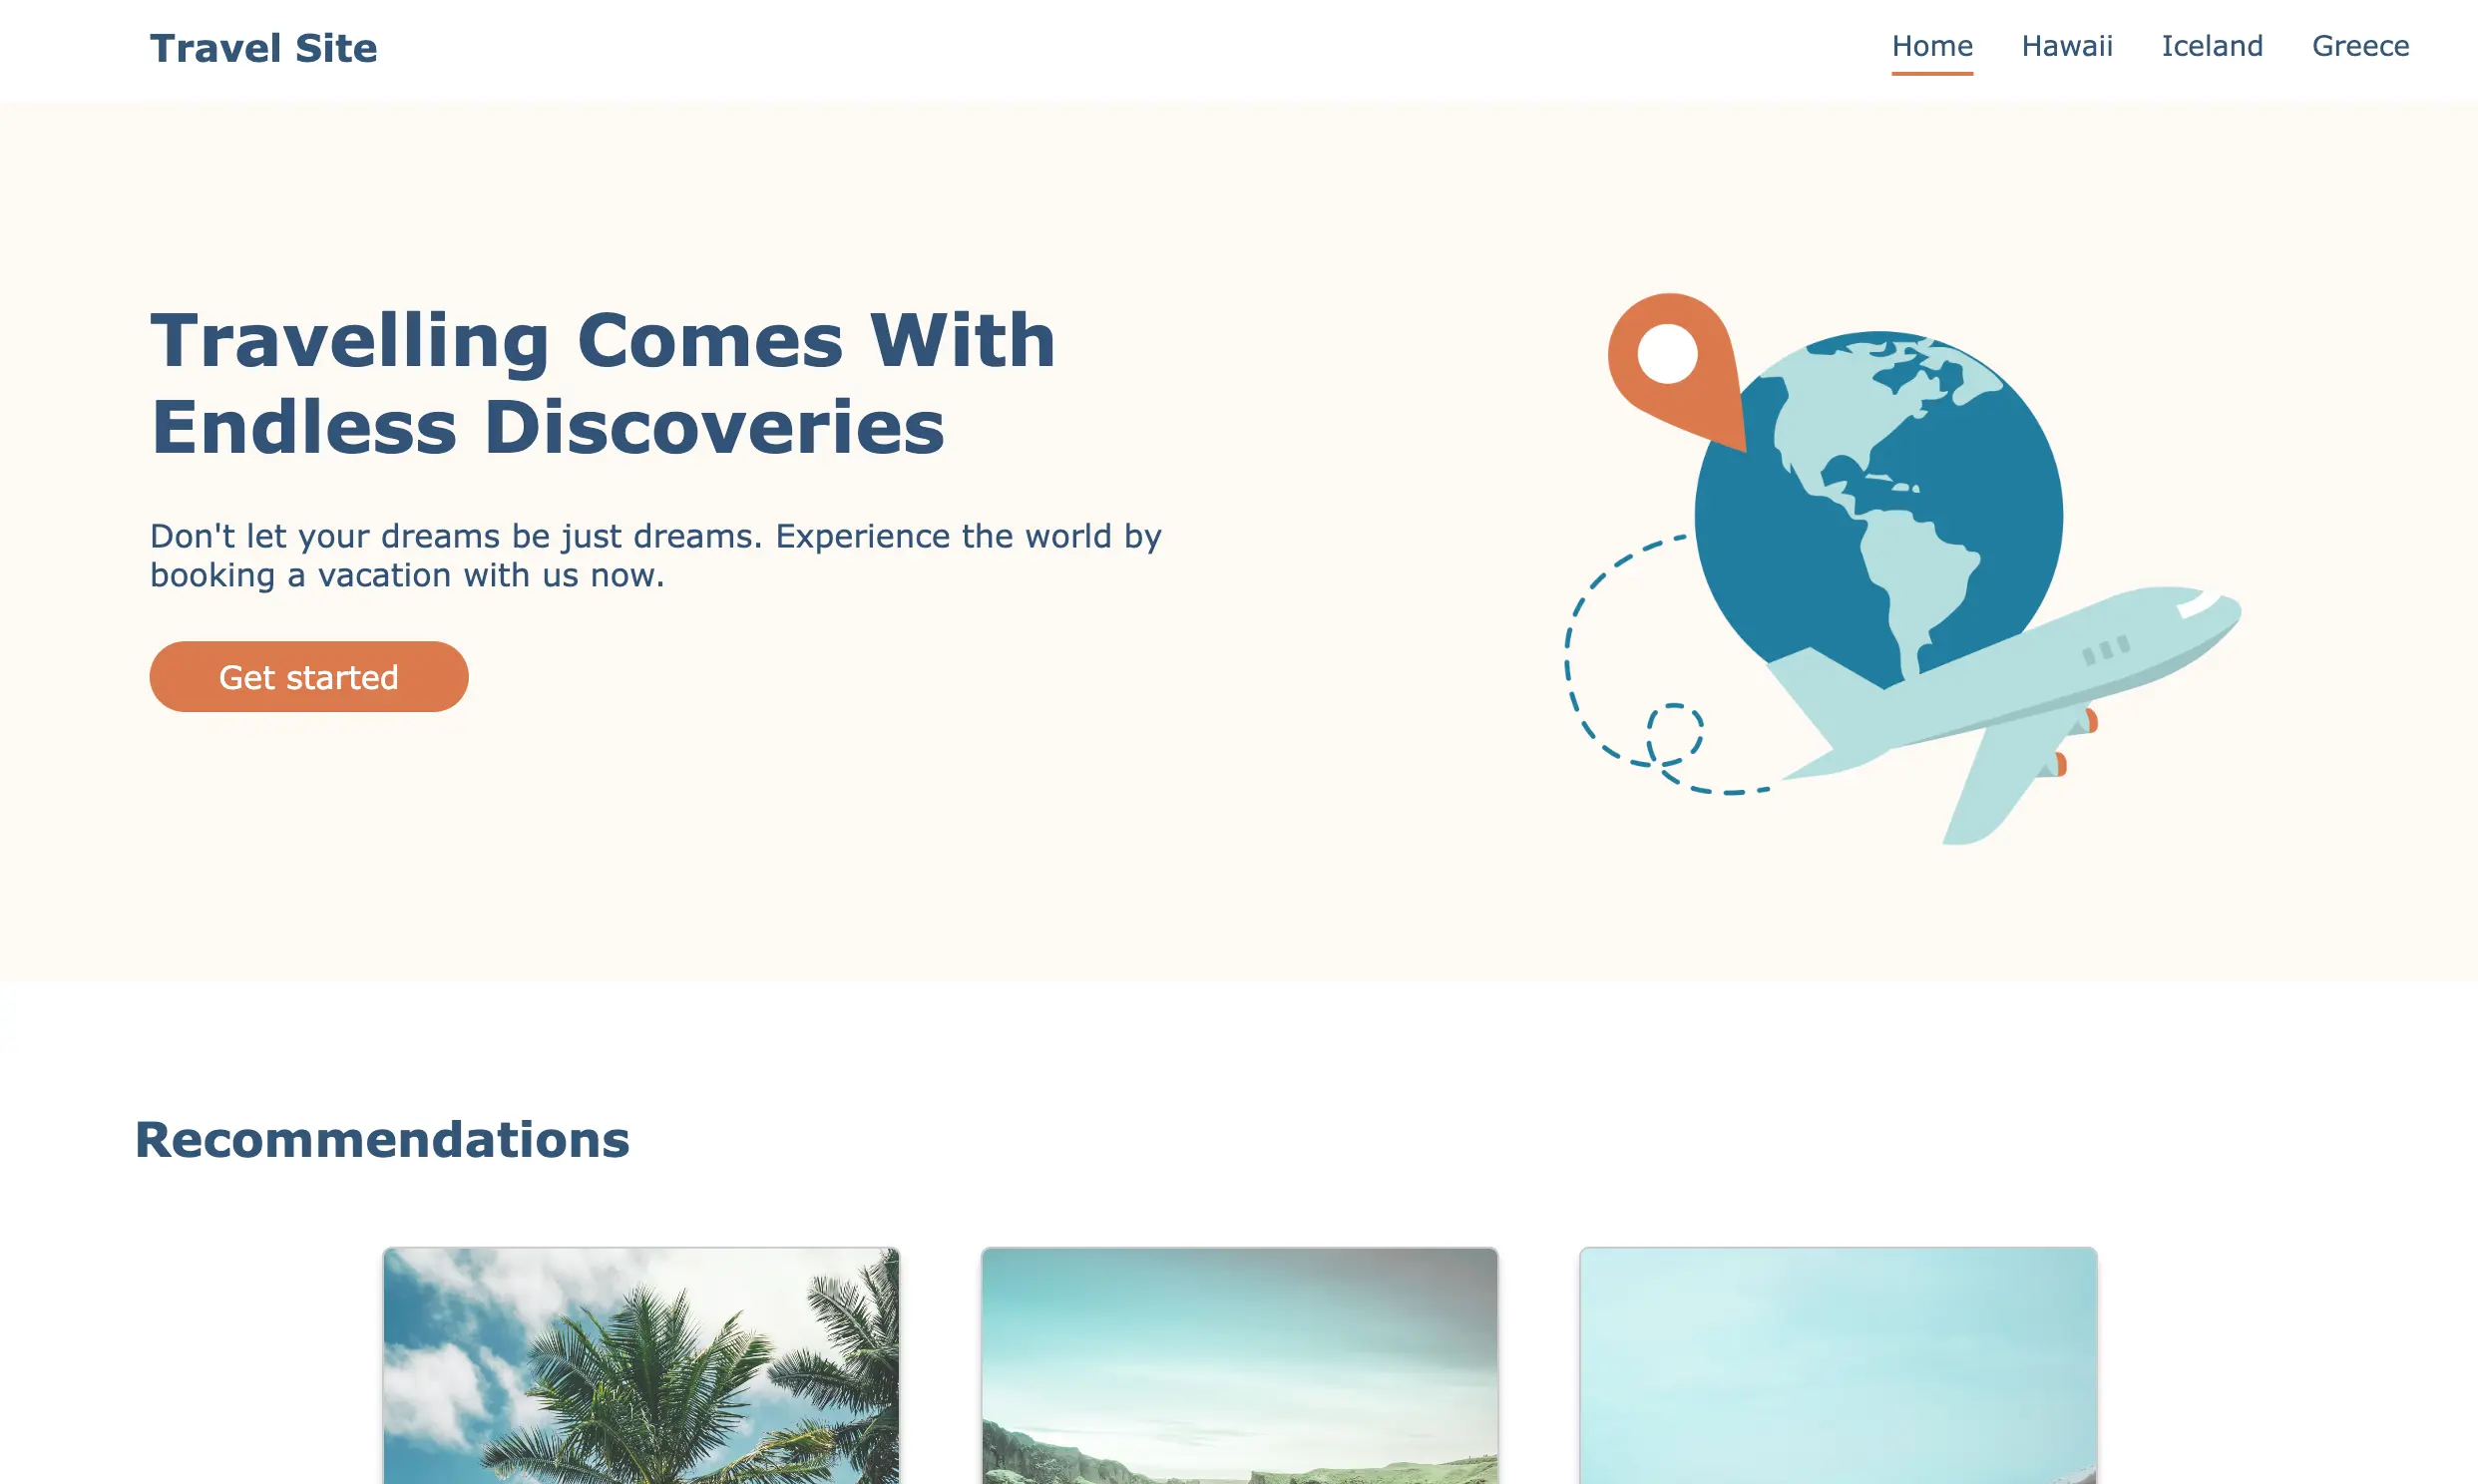 Travel Site
Home Hawaii Iceland Greece
Travelling Comes With
Endless Discoveries
Don't let your dreams be just dreams. Experience the world by
booking a vacation with us now.
Get started
Recommendations